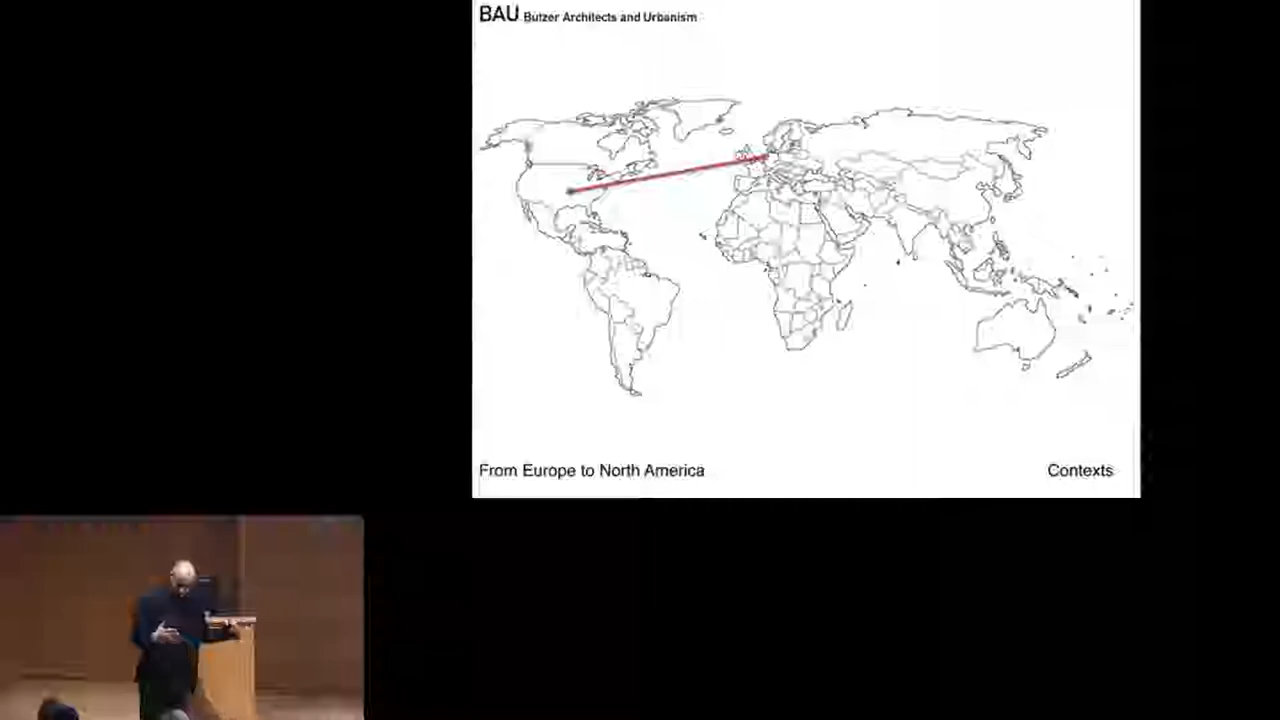 BAU Butzer Architects and Urbanism
From Europe to North America
Contexts